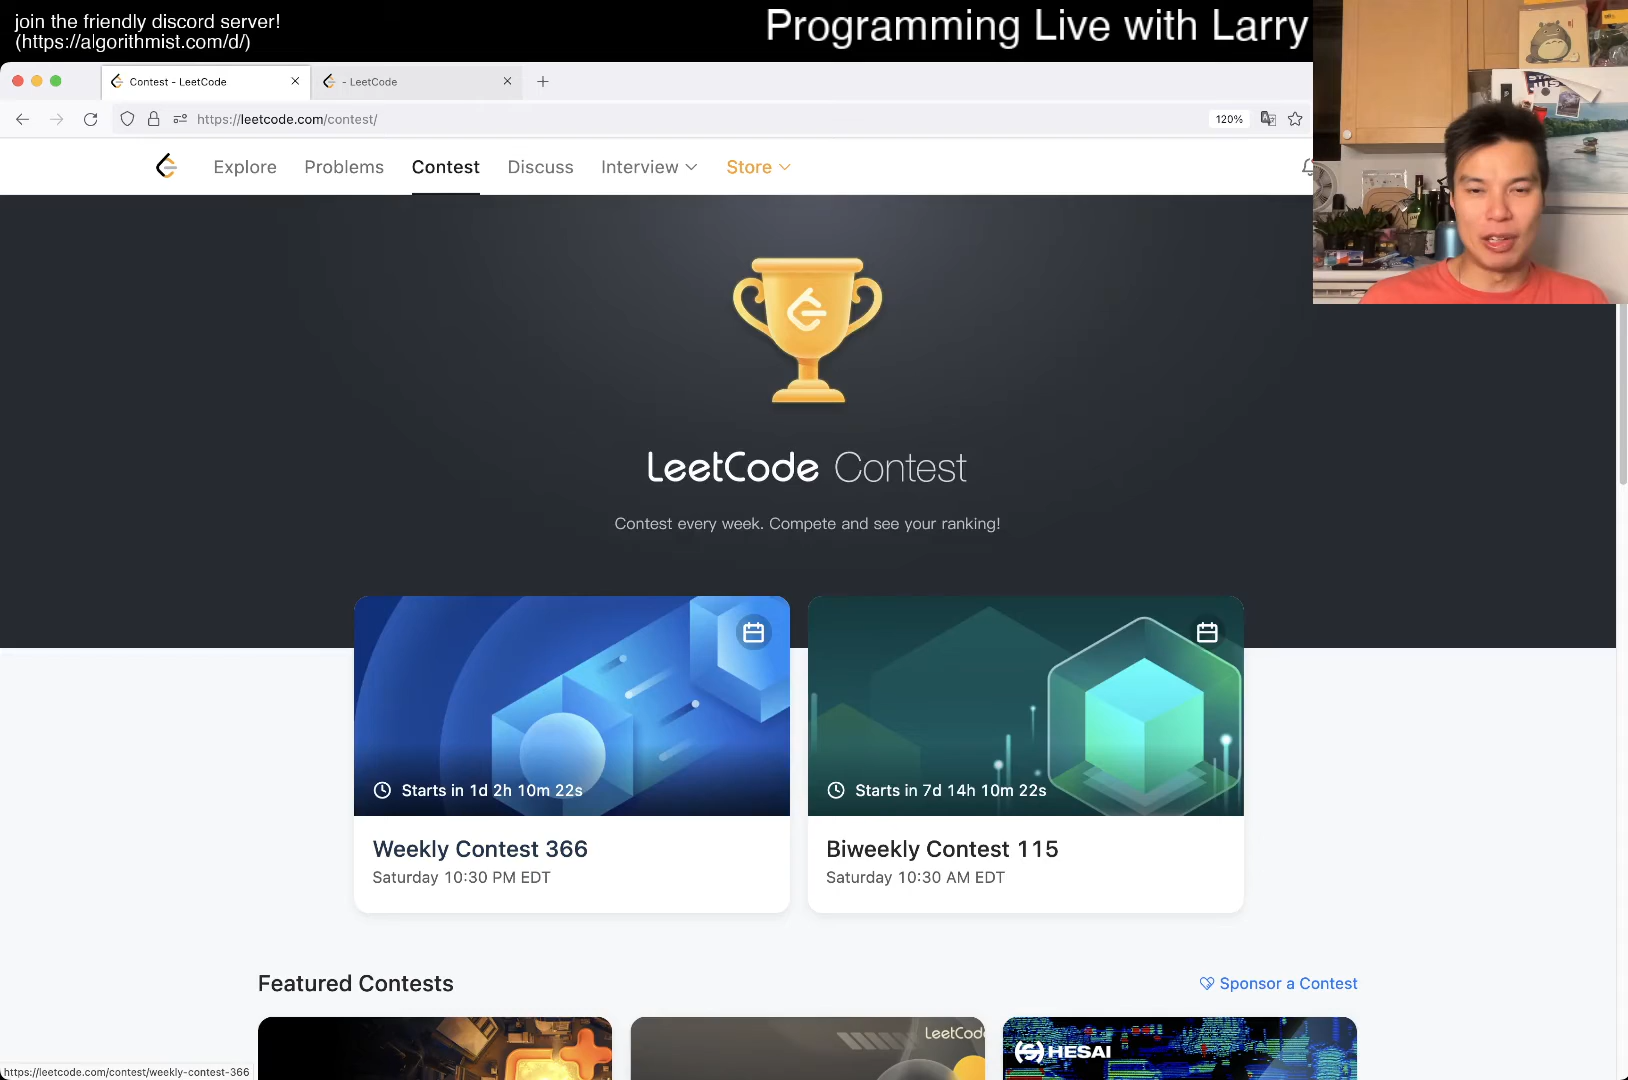 join the friendly discord server!
(https://algorithmist.com/d/)
Programming Live with Larry
Contest - LeetCode
- LeetCode
https://leetcode.com/contest/
120%
Explore
Problems
Contest
Discuss
Interview
Store
LeetCode Contest
Contest every week. Compete and see your ranking!
Starts in 1d 2h 10m 22s
Starts in 7d 14h 10m 22s
Weekly Contest 366
Biweekly Contest 115
Saturday 10:30 PM EDT
Saturday 10:30 AM EDT
Featured Contests
Sponsor a Contest
LeetCode
HESAI
https://leetcode.com/contest/weekly-contest-366